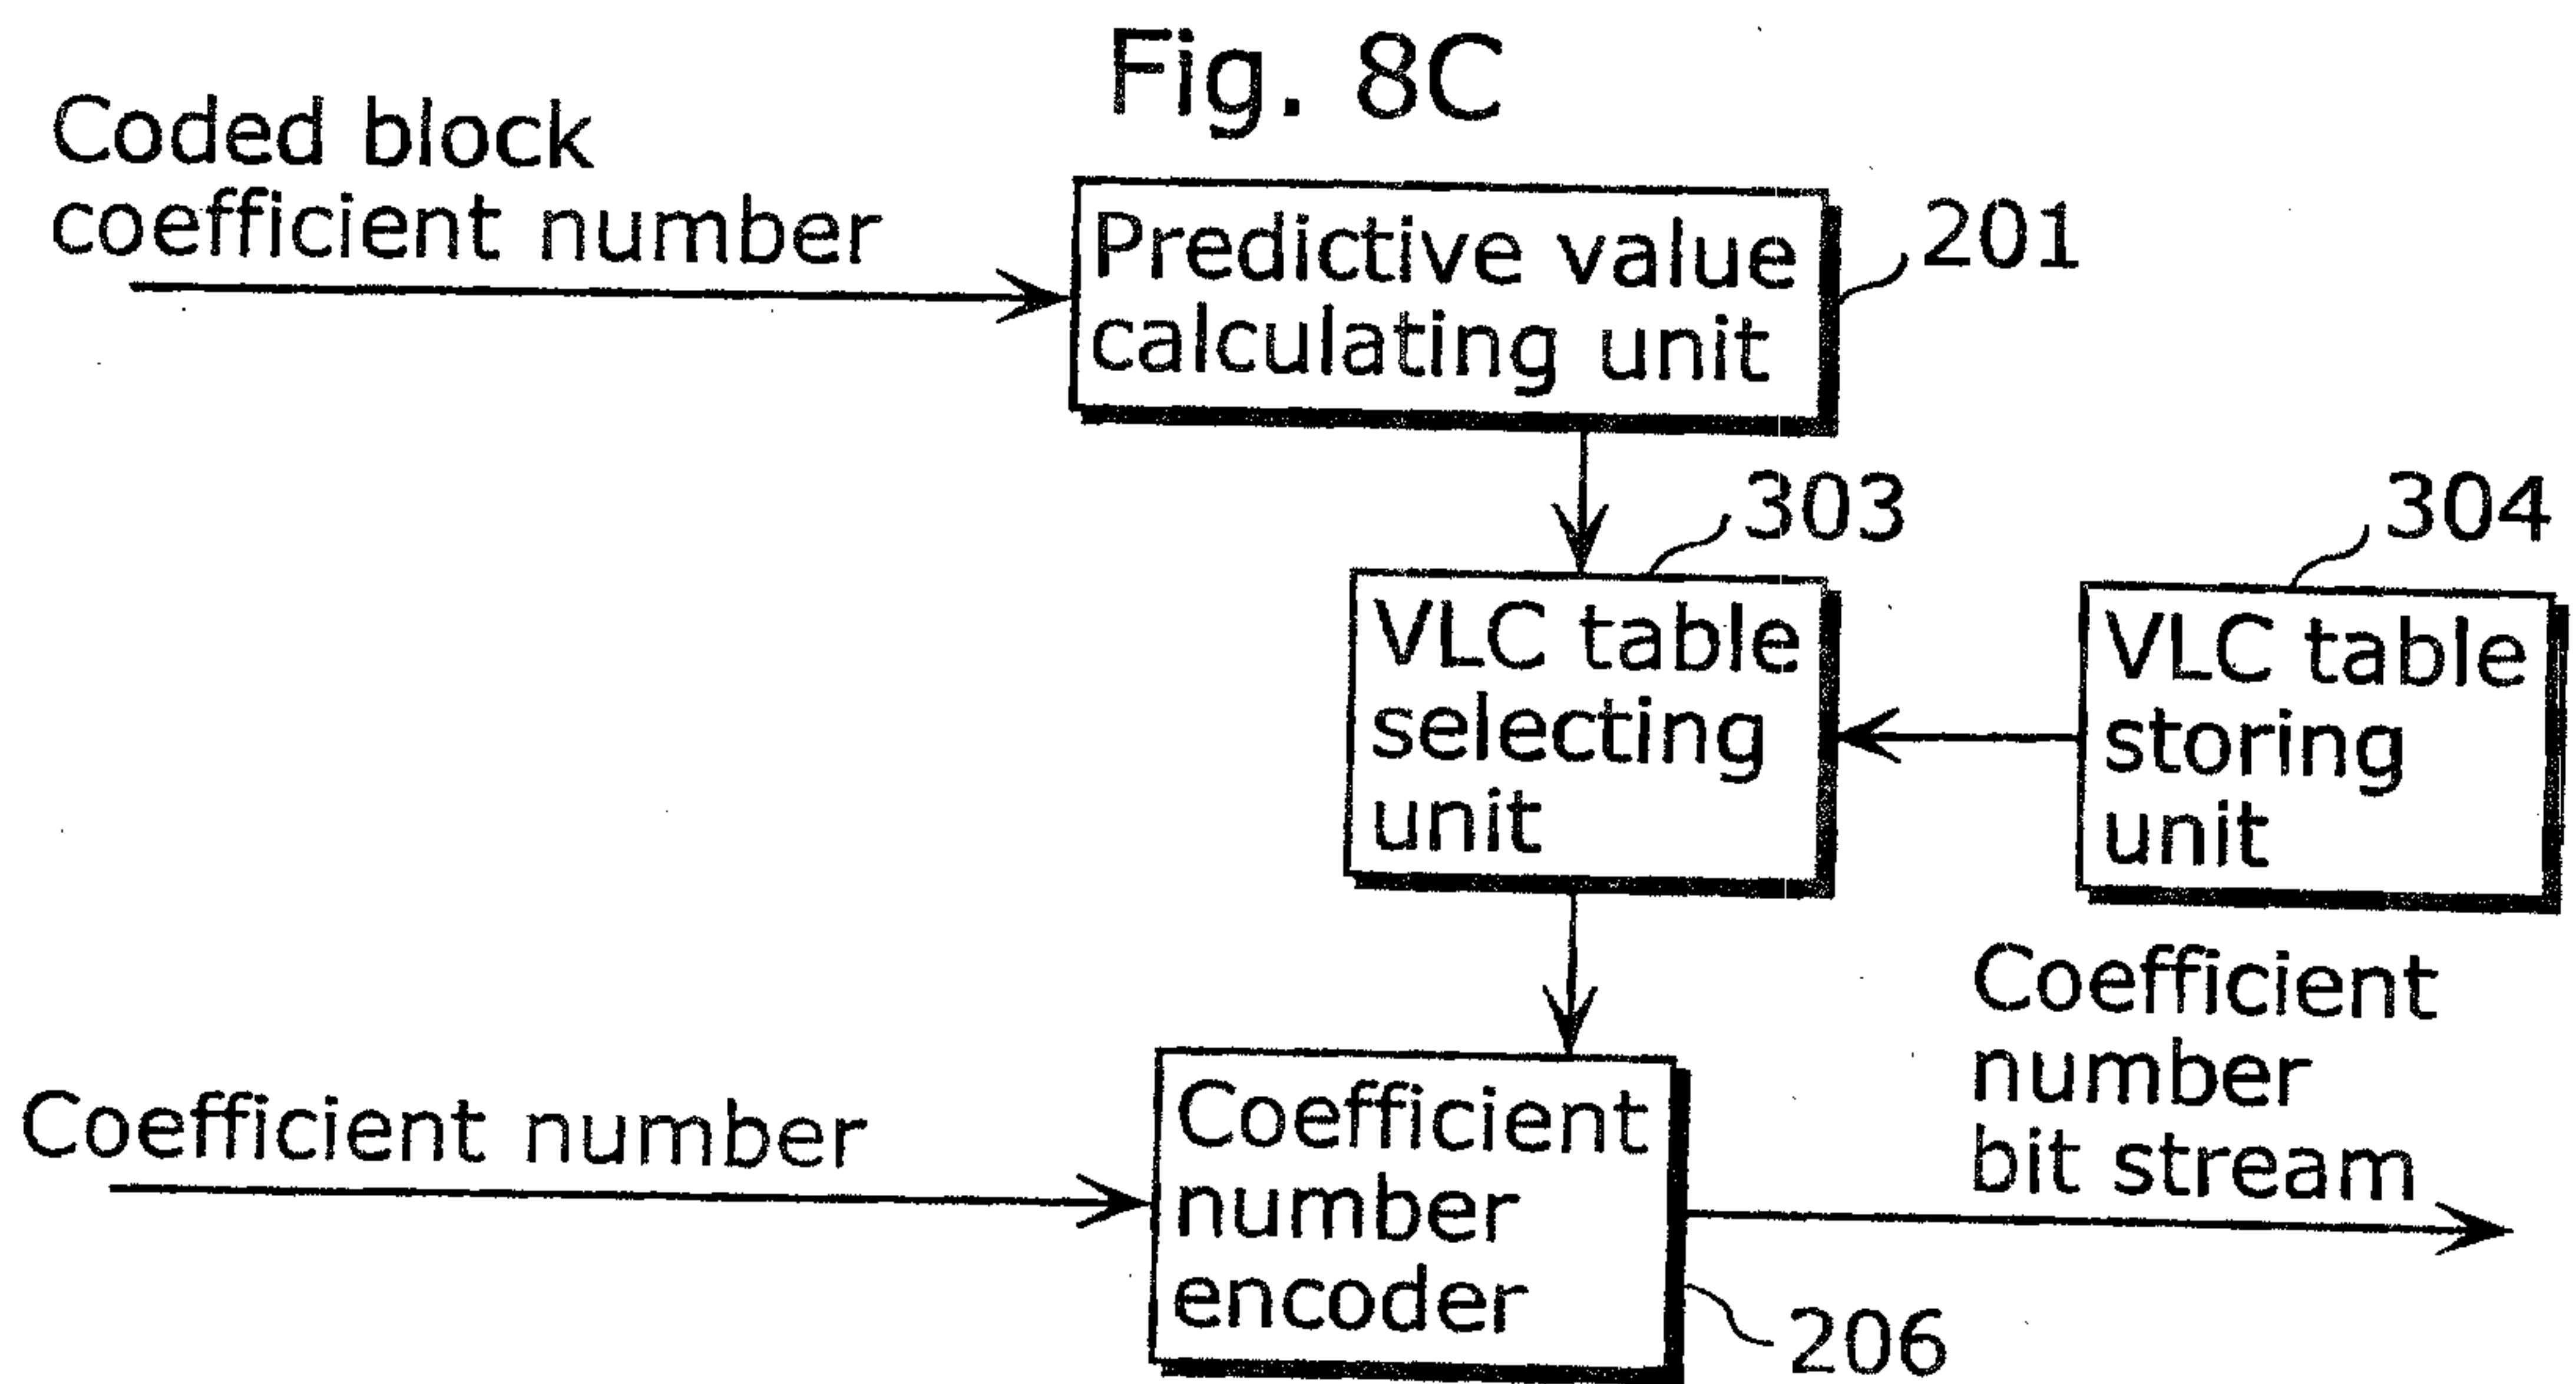 Fig. 8C
Coded block
coefficient number
Predictive value
calculating unit
201
303
304
VLC table
selecting
unit
VLC table
storing
unit
Coefficient number
Coefficient
number
encoder
Coefficient
number
bit stream
206